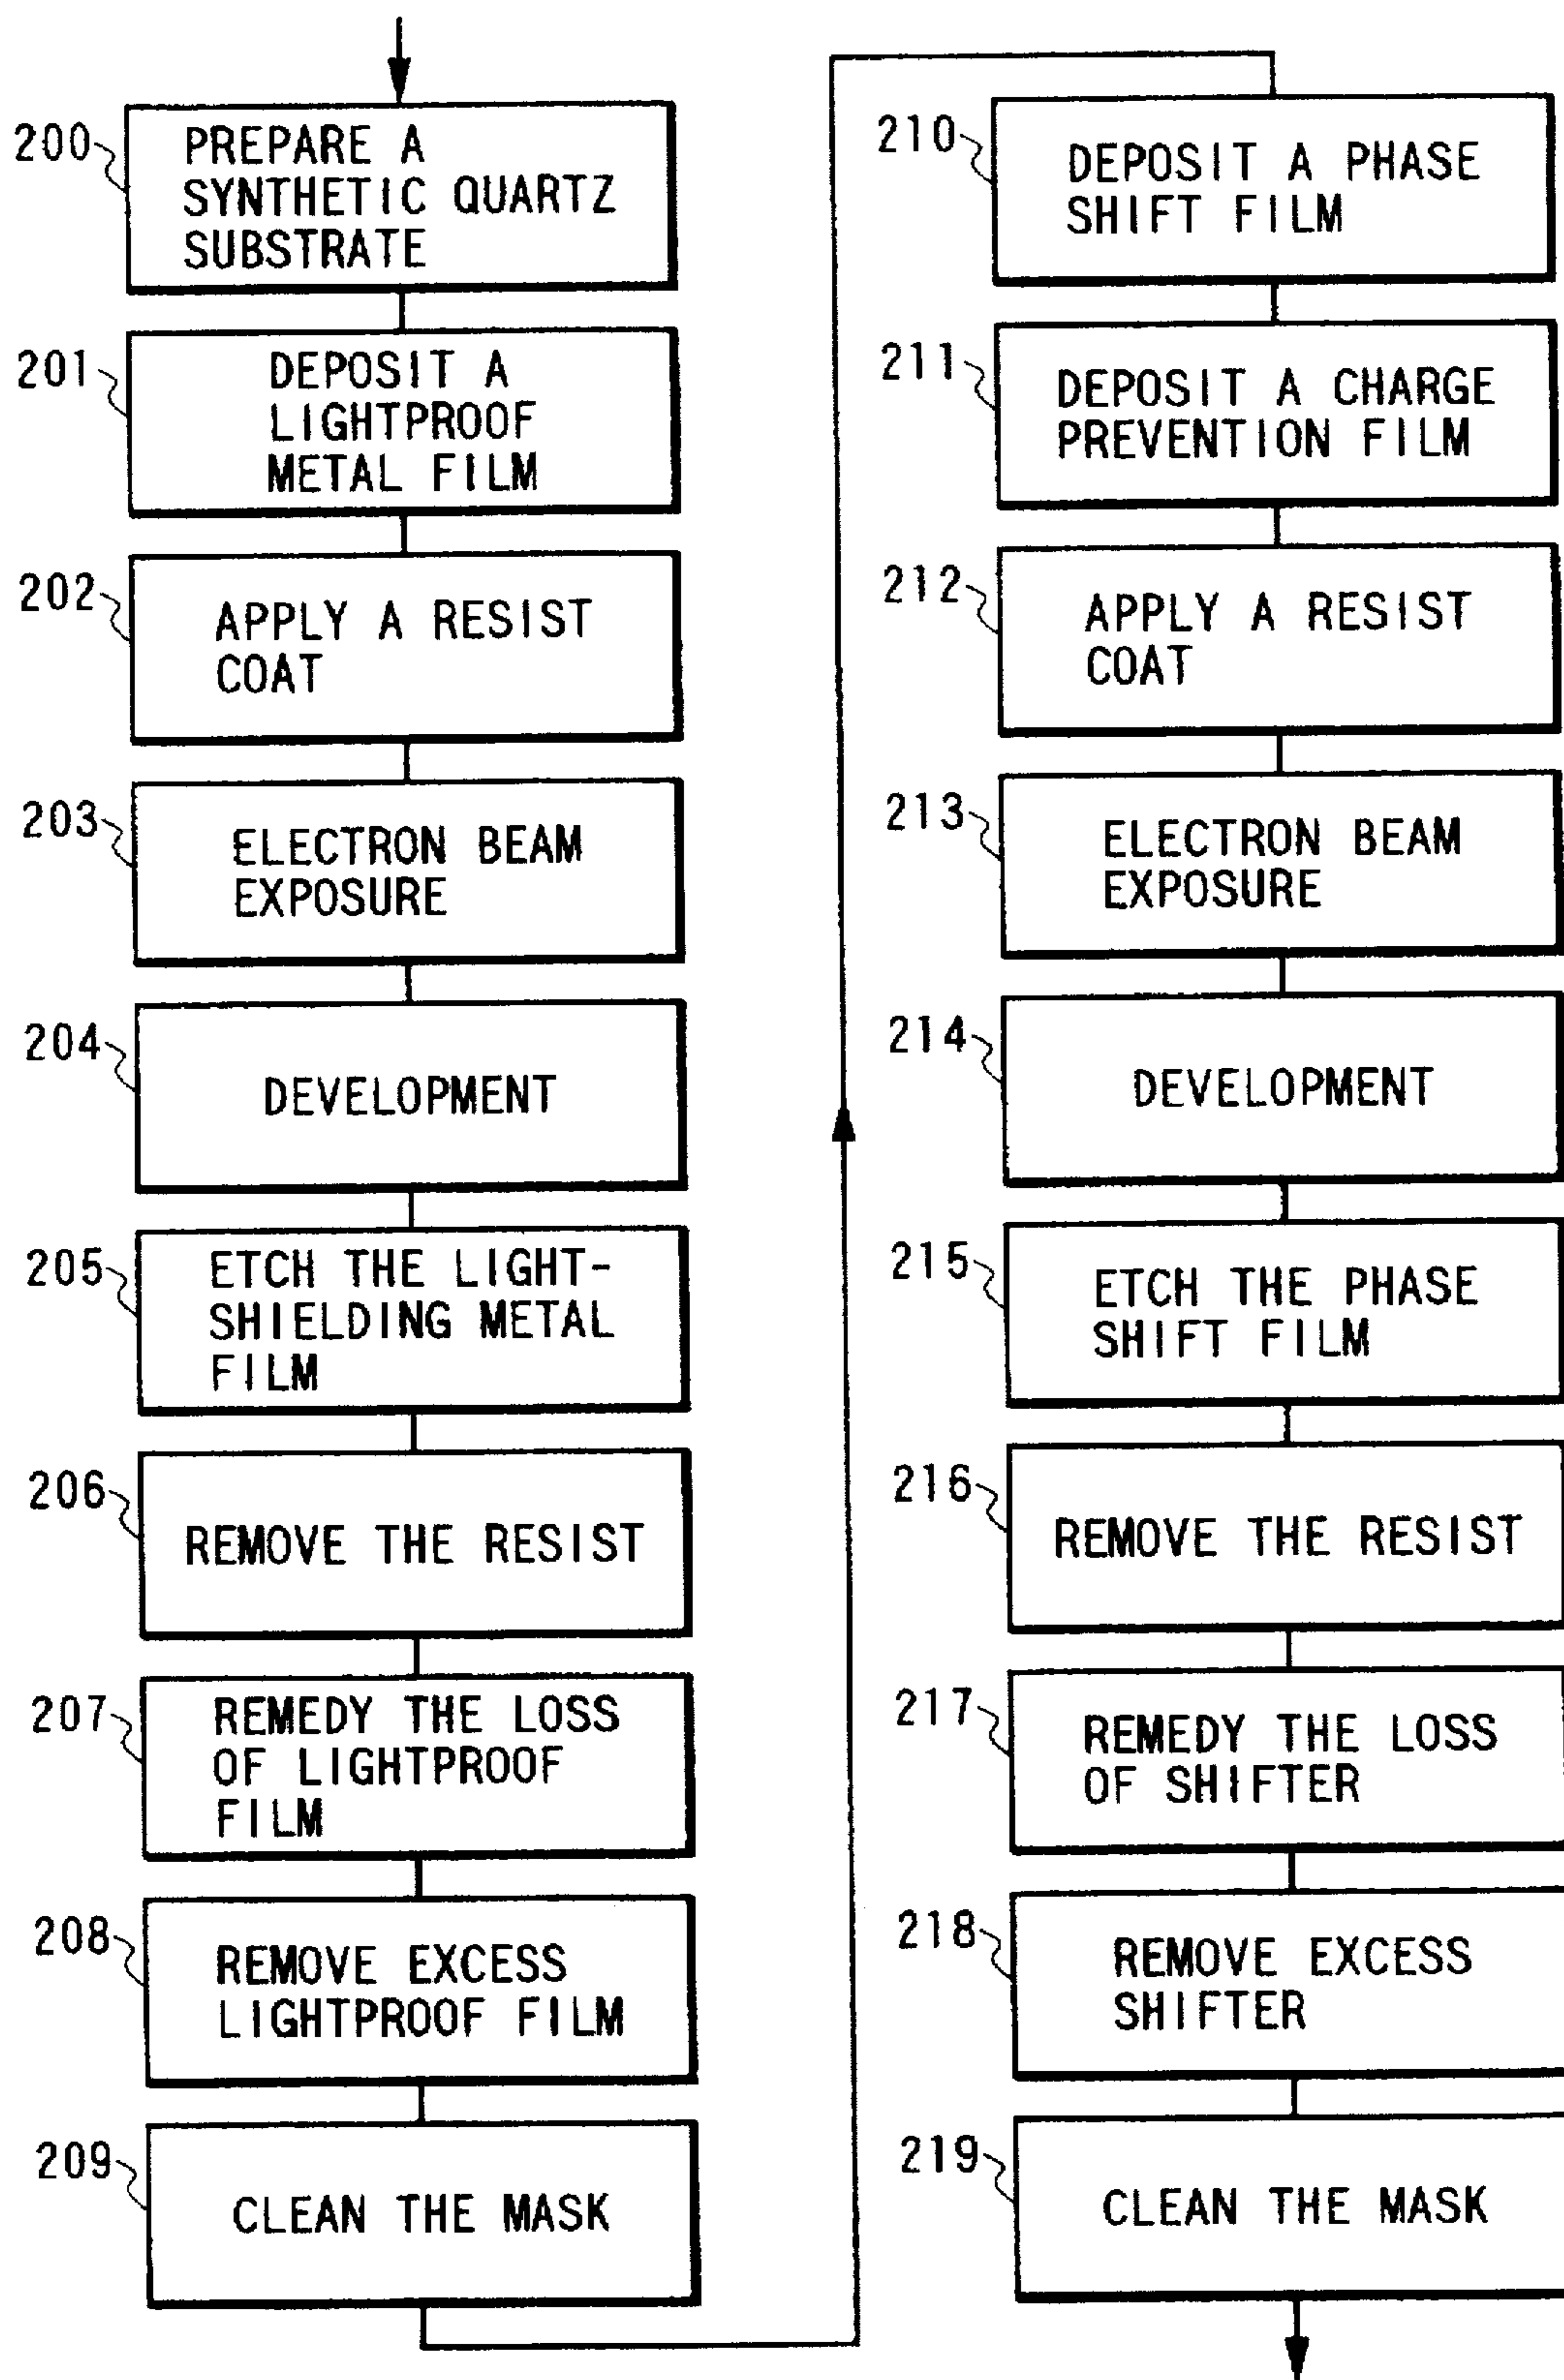 200
PREPARE A
SYNTHETIC QUARTZ
SUBSTRATE
201
DEPOSIT A
LIGHTPROOF
METAL FILM
202
APPLY A RESIST
COAT
203
ELECTRON BEAM
EXPOSURE
204
DEVELOPMENT
205
ETCH THE LIGHT-
SHIELDING METAL
FILM
206
REMOVE THE RESIST
207
REMEDY THE LOSS
OF LIGHTPROOF
FILM
208
REMOVE EXCESS
LIGHTPROOF FILM
209
CLEAN THE MASK
210
DEPOSIT A PHASE
SHIFT FILM
211
DEPOSIT A CHARGE
PREVENTION FILM
212
APPLY A RESIST
COAT
213
ELECTRON BEAM
EXPOSURE
214
DEVELOPMENT
215
ETCH THE PHASE
SHIFT FILM
216
REMOVE THE RESIST
217
REMEDY THE LOSS
OF SHIFTER
218
REMOVE EXCESS
SHIFTER
219
CLEAN THE MASK